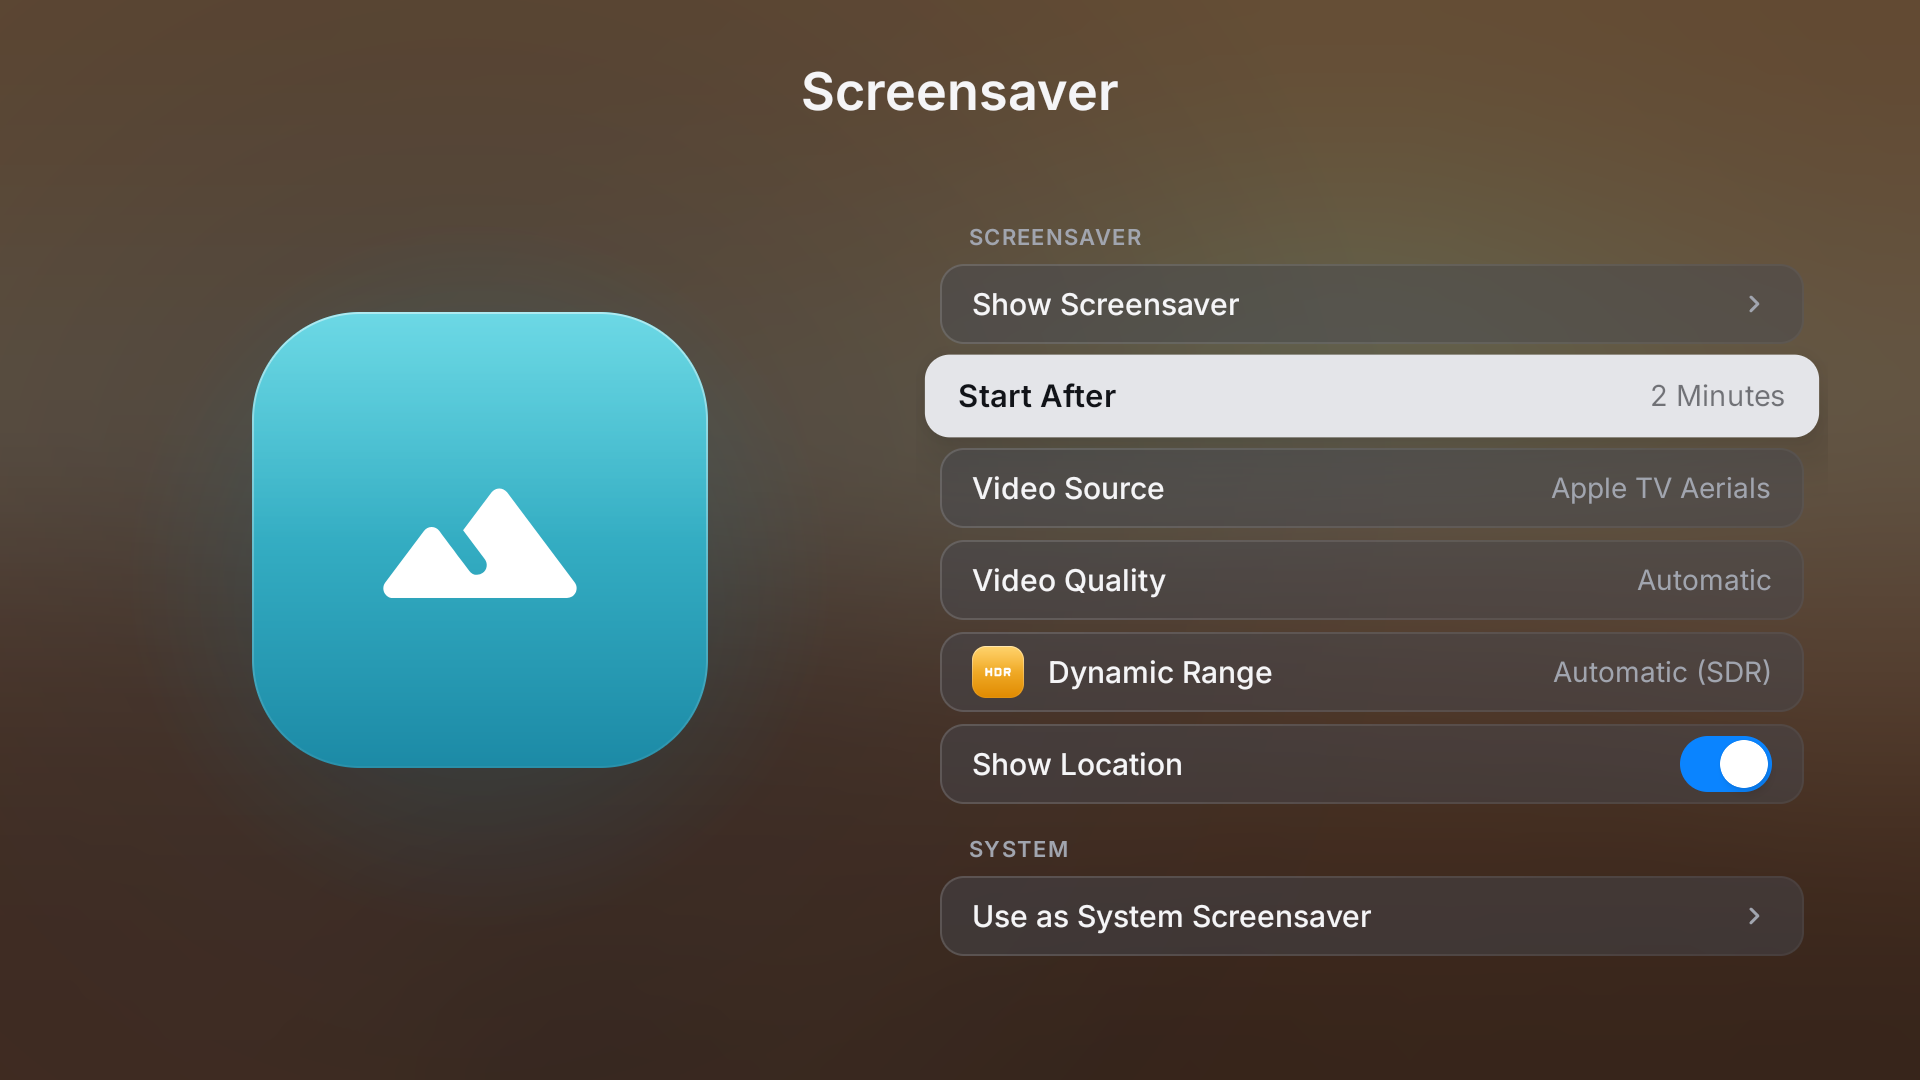 Screensaver
SCREENSAVER
Show Screensaver
Start After 2 Minutes
Video Source Apple TV Aerials
Video Quality Automatic
HDR Dynamic Range Automatic (SDR)
Show Location
SYSTEM
Use as System Screensaver